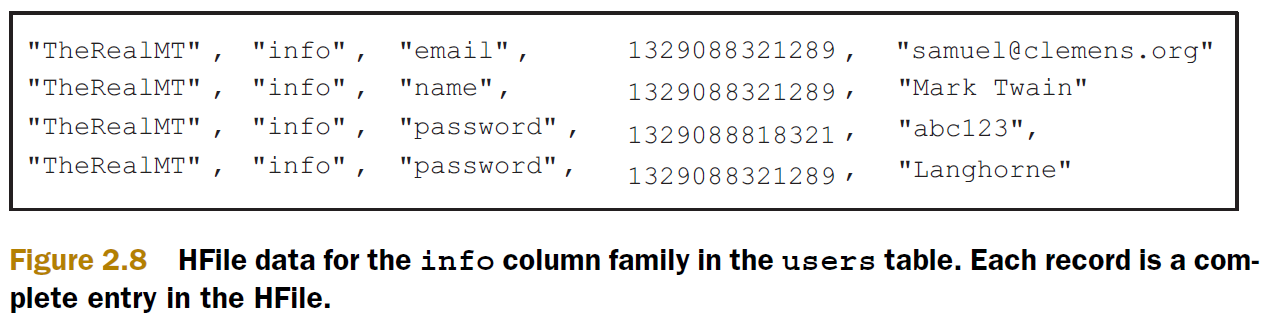 "TheRealMT" , "info" , "email", 1329088321289 , "samuel@clemens.org"
"TheRealMT" , "info" , "name", 1329088321289 , "Mark Twain"
"TheRealMT" , "info" , "password" , 1329088818321 , "abc123",
"TheRealMT" , "info" , "password", 1329088321289 , "Langhorne"
Figure 2.8 HFile data for the info column family in the users table. Each record is a com-
plete entry in the HFile.